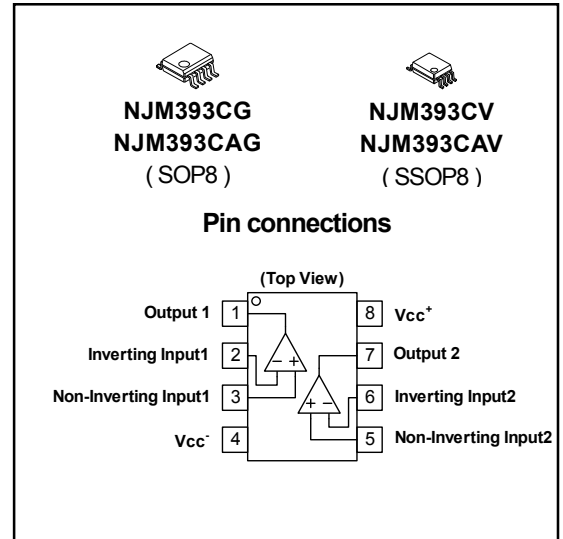 NJM393CG
NJM393CAG
( SOP8 )
NJM393CV
NJM393CAV
( SSOP8 )
Pin connections
(Top View)
Output 1 1
Inverting Input1 2
Non-Inverting Input1 3
Vcc- 4
8 Vcc+
7 Output 2
6 Inverting Input2
5 Non-Inverting Input2
- +
+ -